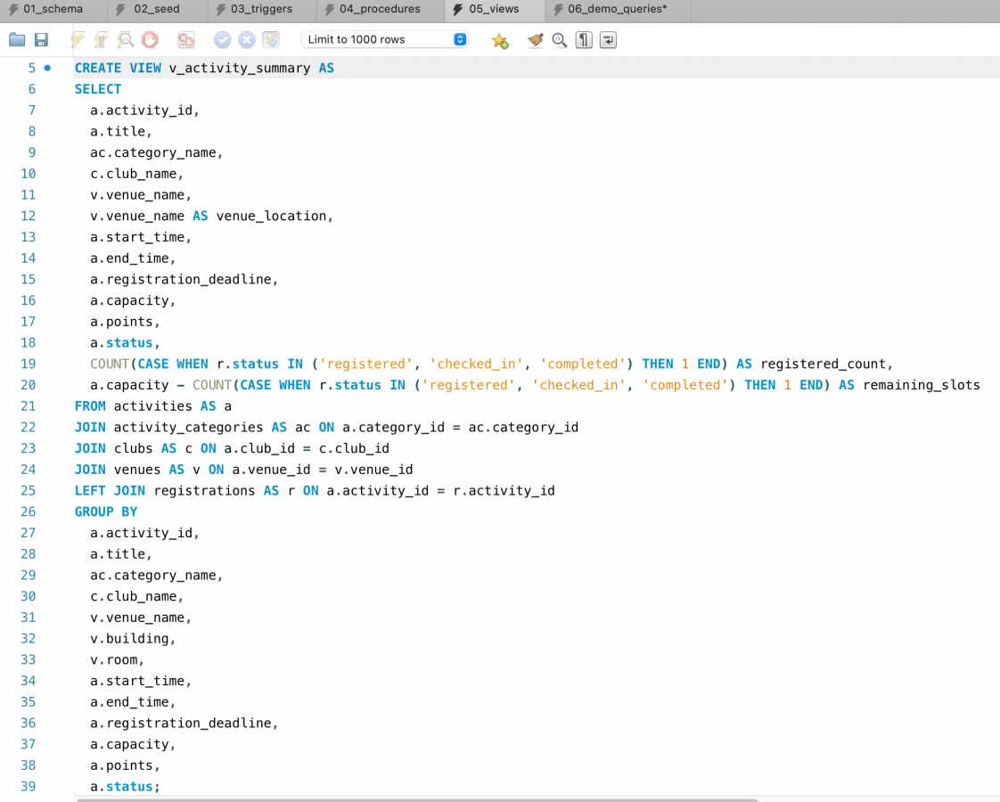 01_schema 02_seed 03_triggers 04_procedures 05_views 06_demo_queries*
Limit to 1000 rows
5 CREATE VIEW v_activity_summary AS
6 SELECT
7 a.activity_id,
8 a.title,
9 ac.category_name,
10 c.club_name,
11 v.venue_name,
12 v.venue_name AS venue_location,
13 a.start_time,
14 a.end_time,
15 a.registration_deadline,
16 a.capacity,
17 a.points,
18 a.status,
19 COUNT(CASE WHEN r.status IN ('registered', 'checked_in', 'completed') THEN 1 END) AS registered_count,
20 a.capacity - COUNT(CASE WHEN r.status IN ('registered', 'checked_in', 'completed') THEN 1 END) AS remaining_slots
21 FROM activities AS a
22 JOIN activity_categories AS ac ON a.category_id = ac.category_id
23 JOIN clubs AS c ON a.club_id = c.club_id
24 JOIN venues AS v ON a.venue_id = v.venue_id
25 LEFT JOIN registrations AS r ON a.activity_id = r.activity_id
26 GROUP BY
27 a.activity_id,
28 a.title,
29 ac.category_name,
30 c.club_name,
31 v.venue_name,
32 v.building,
33 v.room,
34 a.start_time,
35 a.end_time,
36 a.registration_deadline,
37 a.capacity,
38 a.points,
39 a.status;